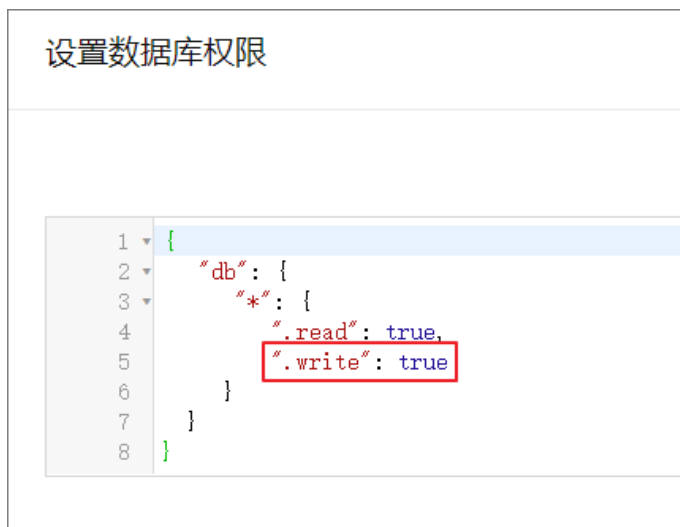 设置数据库权限
1 {
2 "db": {
3 "*": {
4 ".read": true,
5 ".write": true
6 }
7 }
8 }